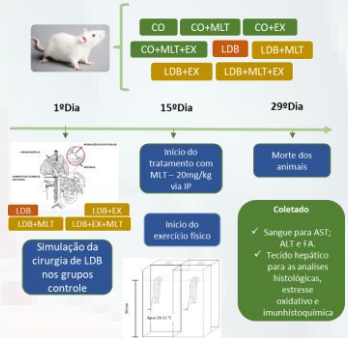 CO
CO+MLT
CO+EX
CO+MLT+EX
LDB
LDB+MLT
LDB+EX
LDB+MLT+EX
1ºDia
15ºDia
29ºDia
LDB
LDB+EX
LDB+MLT
LDB+EX+MLT
Simulação da
cirurgia de LDB
nos grupos
controle
Início do
tratamento com
MLT – 20mg/kg
via IP
Início do
exercício físico
Morte dos
animais
Coletado
✓ Sangue para AST;
ALT e FA.
✓ Tecido hepático
para as analises
histológicas,
estresse
oxidativo e
imunhistoquímica